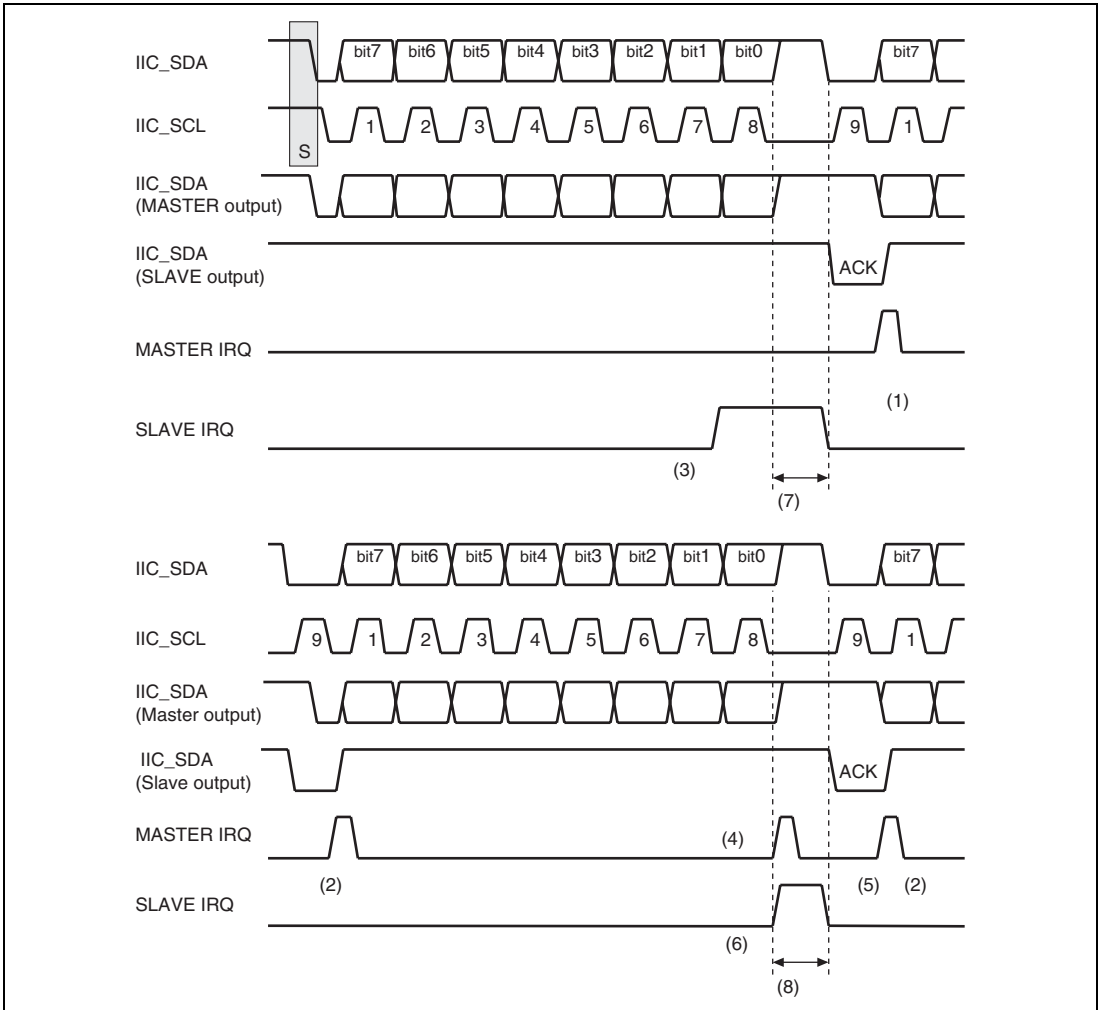 IIC_SDA bit7 bit6 bit5 bit4 bit3 bit2 bit1 bit0 bit7
IIC_SCL 1 2 3 4 5 6 7 8 9 1
S
IIC_SDA
(MASTER output)
IIC_SDA
(SLAVE output)
ACK
MASTER IRQ
(1)
SLAVE IRQ
(3)
(7)
IIC_SDA bit7 bit6 bit5 bit4 bit3 bit2 bit1 bit0 bit7
IIC_SCL 9 1 2 3 4 5 6 7 8 9 1
IIC_SDA
(Master output)
IIC_SDA
(Slave output)
ACK
MASTER IRQ
(4)
(2) (5) (2)
SLAVE IRQ
(6)
(8)